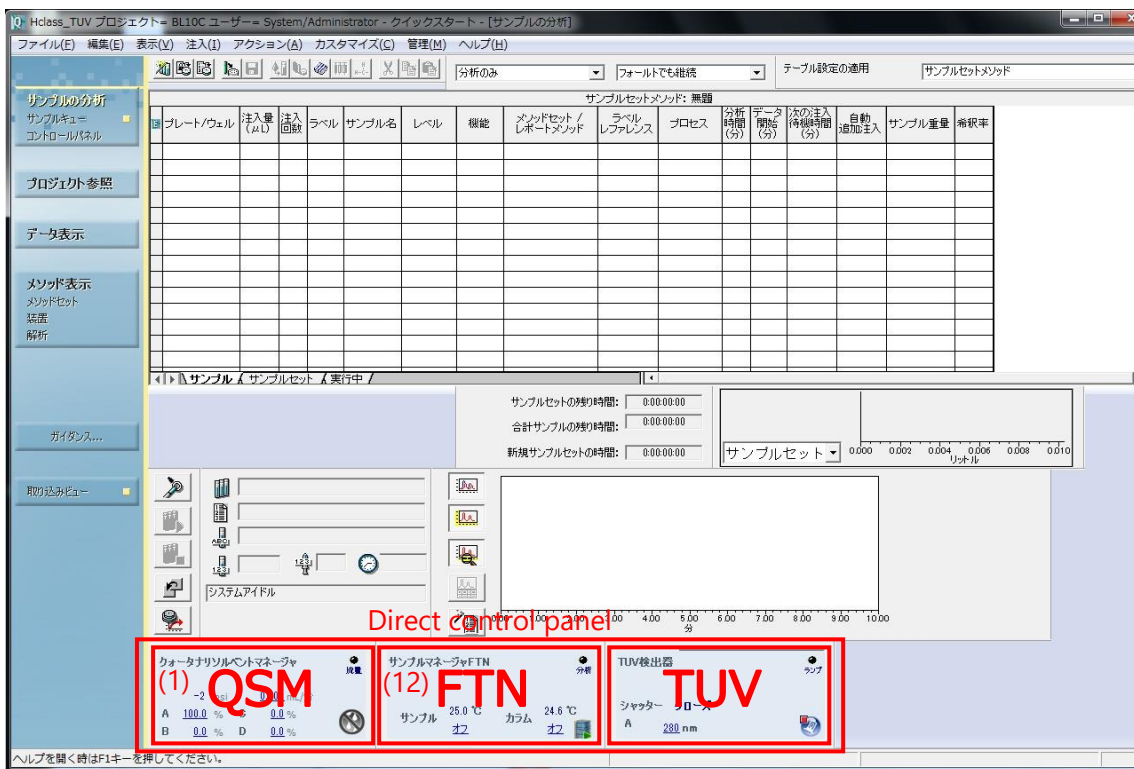 Hclass_TUV プロジェクト= BL10C ユーザー= System/Administrator - クイックスタート - [サンプルの分析]
ファイル(F) 編集(E) 表示(V) 注入(I) アクション(A) カスタマイズ(C) 管理(M) ヘルプ(H)
分析のみ フォールトでも継続 テーブル設定の適用 サンプルセットメソッド
サンプルの分析
サンプルキュー
コントロールパネル
プロジェクト参照
データ表示
メソッド表示
メソッドセット
装置
解析
ガイダンス...
取り込みビュー
サンプルセットメソッド: 無題
プレート/ウェル 注入量(μL) 注入回数 ラベル サンプル名 レベル 機能 メソッドセット / レポートメソッド ラベルレファレンス プロセス 分析時間(分) データ開始(分) 次の注入待機時間(分) 自動追加注入 サンプル重量 希釈率
サンプル サンプルセット 実行中
サンプルセットの残り時間: 0:00:00:00
合計サンプルの残り時間: 0:00:00:00
新規サンプルセットの時間: 0:00:00:00
サンプルセット
0.000 0.002 0.004 0.006 0.008 0.010
リットル
システムアイドル
Direct control panel
3.00 4.00 5.00 6.00 7.00 8.00 9.00 10.00
分
クォータナリソルベントマネージャ 流量
(1) QSM
-2
A 100.0 % 0.0 %
B 0.0 % D 0.0 %
サンプルマネージャFTN 分析
(12) FTN
サンプル 25.0 ℃ カラム 24.6 ℃
オフ オフ
TUV検出器 ランプ
TUV
シャッター
A 280 nm
ヘルプを開く時はF1キーを押してください。